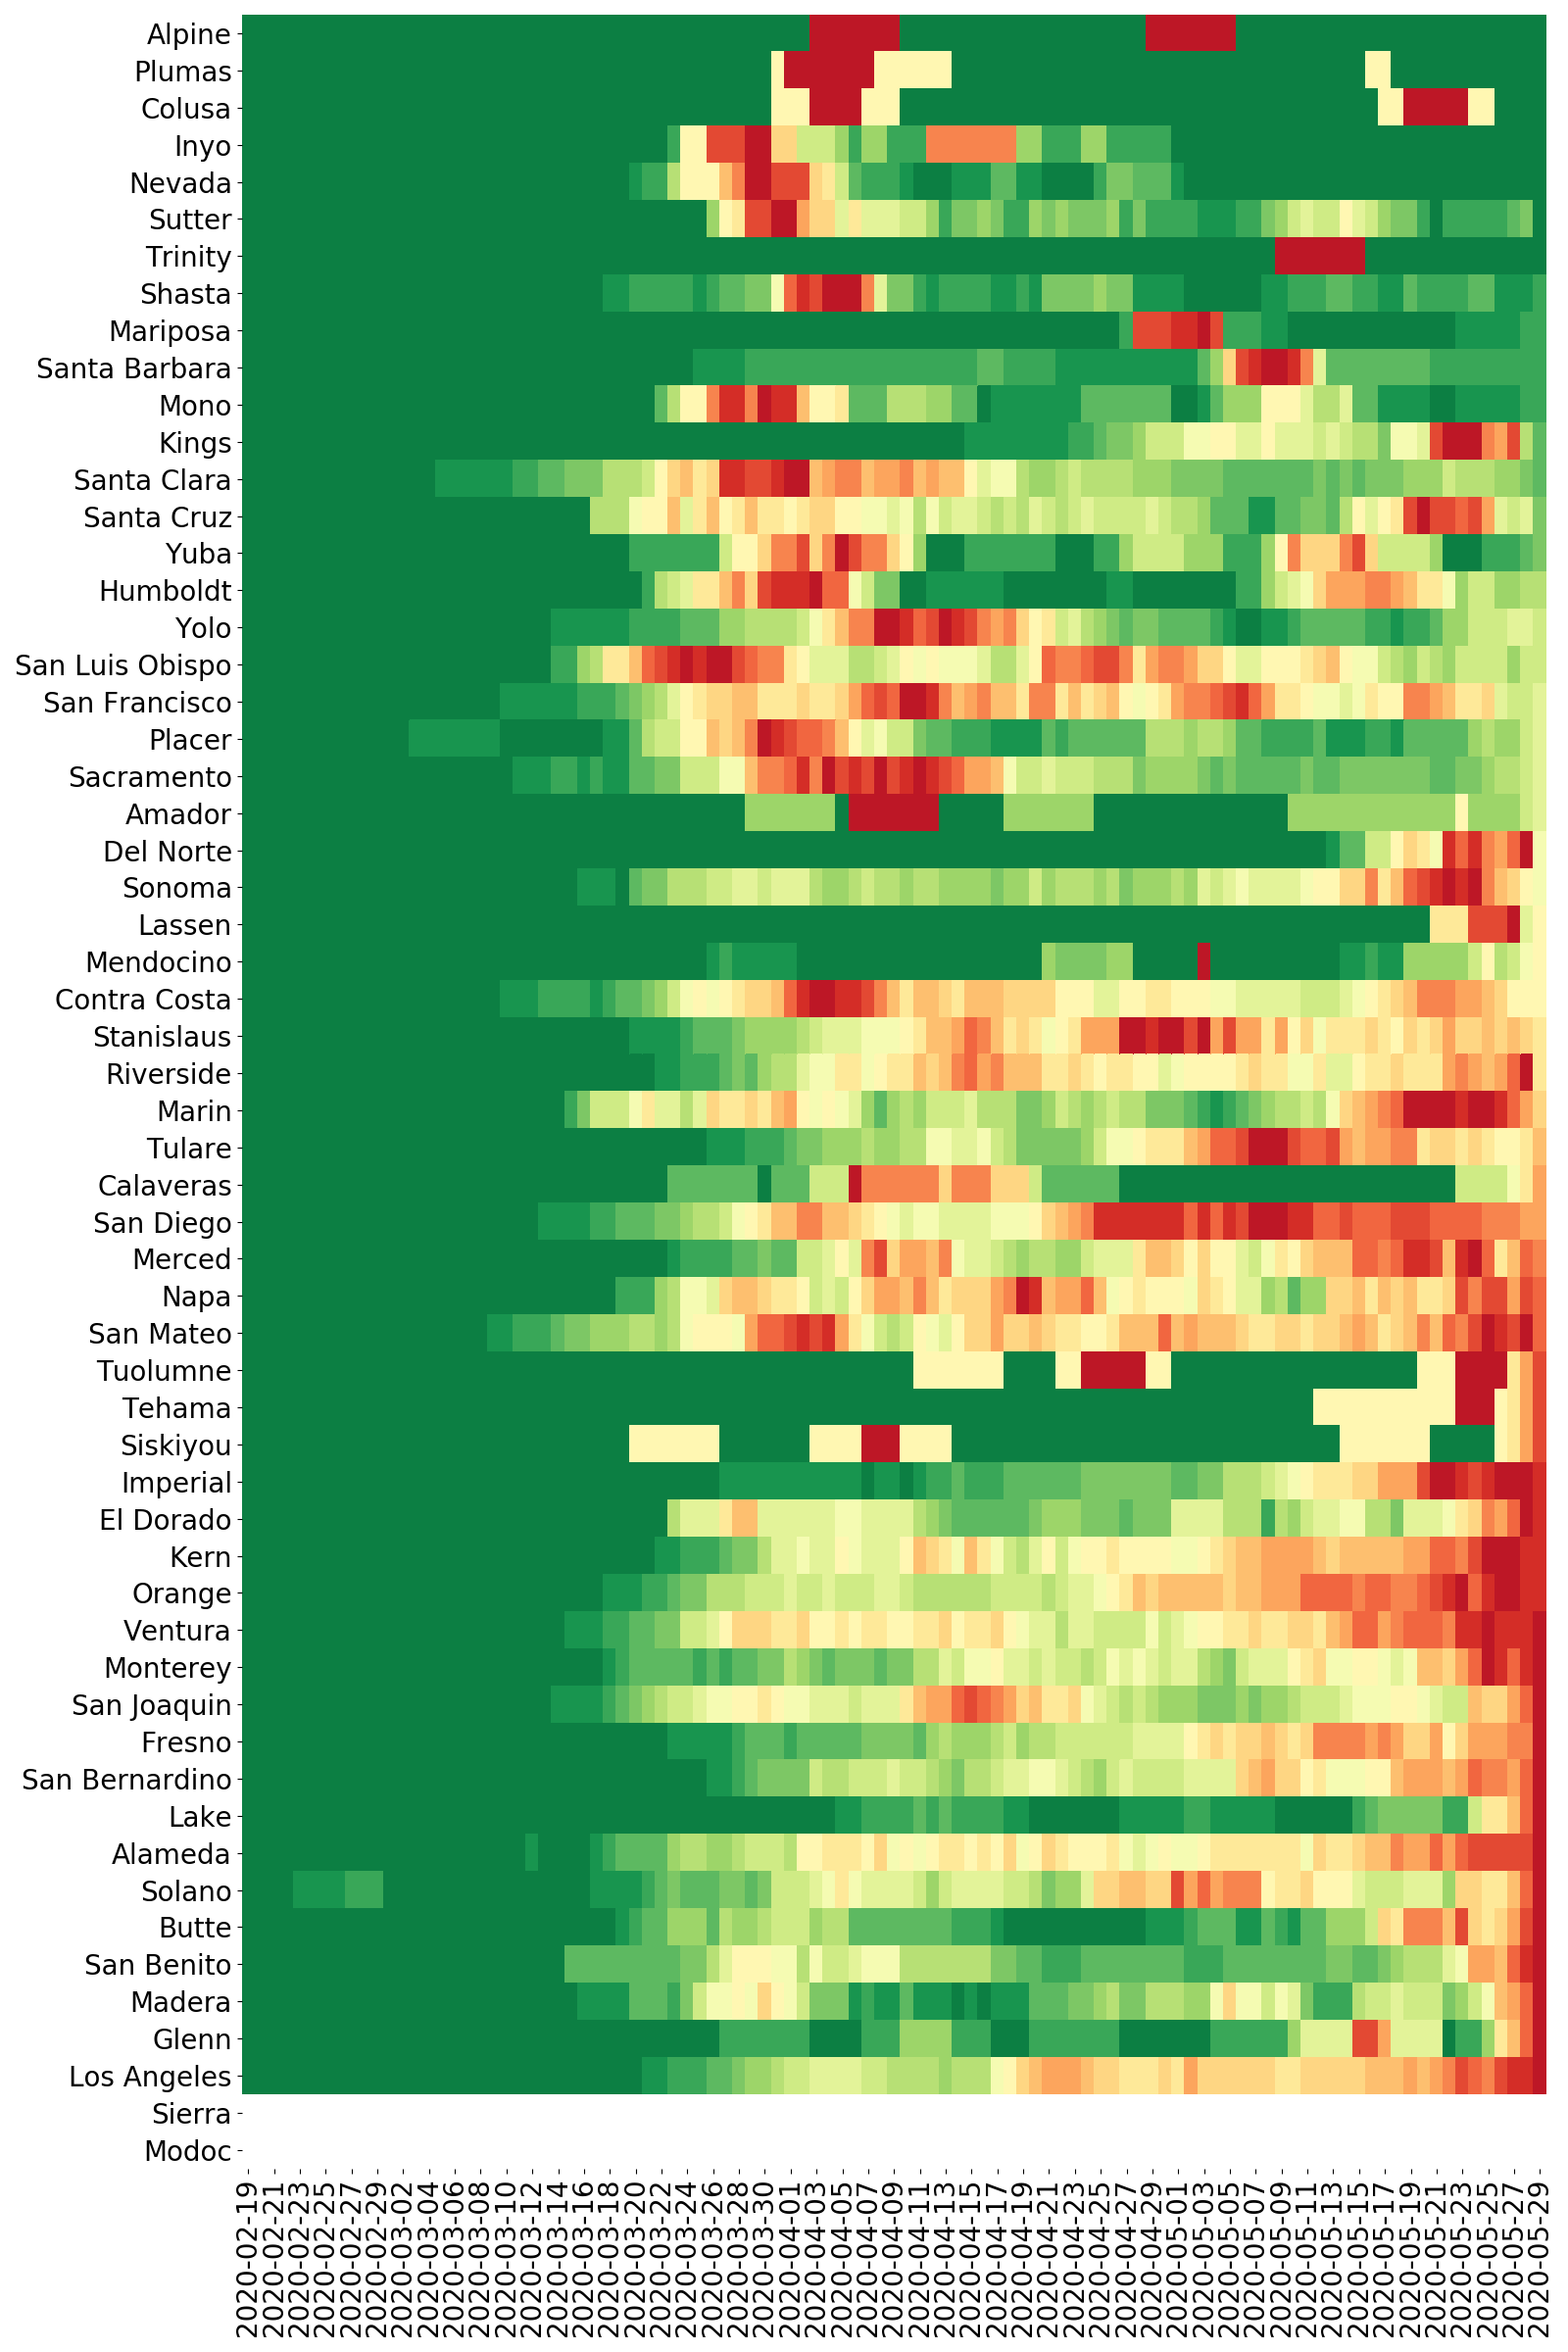 Alpine
Plumas
Colusa
Inyo
Nevada
Sutter
Trinity
Shasta
Mariposa
Santa Barbara
Mono
Kings
Santa Clara
Santa Cruz
Yuba
Humboldt
Yolo
San Luis Obispo
San Francisco
Placer
Sacramento
Amador
Del Norte
Sonoma
Lassen
Mendocino
Contra Costa
Stanislaus
Riverside
Marin
Tulare
Calaveras
San Diego
Merced
Napa
San Mateo
Tuolumne
Tehama
Siskiyou
Imperial
El Dorado
Kern
Orange
Ventura
Monterey
San Joaquin
Fresno
San Bernardino
Lake
Alameda
Solano
Butte
San Benito
Madera
Glenn
Los Angeles
Sierra
Modoc
2020-02-19
2020-02-21
2020-02-23
2020-02-25
2020-02-27
2020-02-29
2020-03-02
2020-03-04
2020-03-06
2020-03-08
2020-03-10
2020-03-12
2020-03-14
2020-03-16
2020-03-18
2020-03-20
2020-03-22
2020-03-24
2020-03-26
2020-03-28
2020-03-30
2020-04-01
2020-04-03
2020-04-05
2020-04-07
2020-04-09
2020-04-11
2020-04-13
2020-04-15
2020-04-17
2020-04-19
2020-04-21
2020-04-23
2020-04-25
2020-04-27
2020-04-29
2020-05-01
2020-05-03
2020-05-05
2020-05-07
2020-05-09
2020-05-11
2020-05-13
2020-05-15
2020-05-17
2020-05-19
2020-05-21
2020-05-23
2020-05-25
2020-05-27
2020-05-29